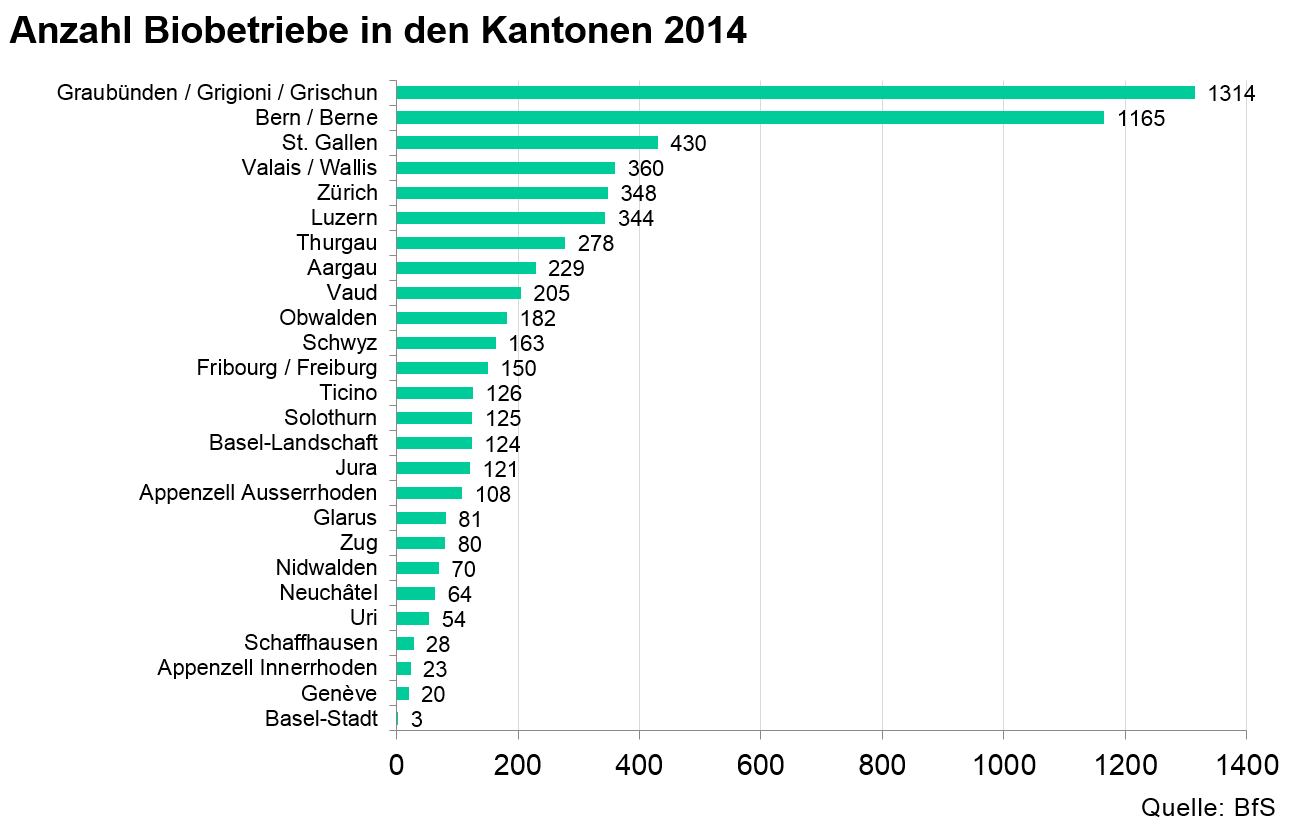 Anzahl Biobetriebe in den Kantonen 2014
Graubünden / Grigioni / Grischun 1314
Bern / Berne 1165
St. Gallen 430
Valais / Wallis 360
Zürich 348
Luzern 344
Thurgau 278
Aargau 229
Vaud 205
Obwalden 182
Schwyz 163
Fribourg / Freiburg 150
Ticino 126
Solothurn 125
Basel-Landschaft 124
Jura 121
Appenzell Ausserrhoden 108
Glarus 81
Zug 80
Nidwalden 70
Neuchâtel 64
Uri 54
Schaffhausen 28
Appenzell Innerrhoden 23
Genève 20
Basel-Stadt 3
0 200 400 600 800 1000 1200 1400
Quelle: BfS